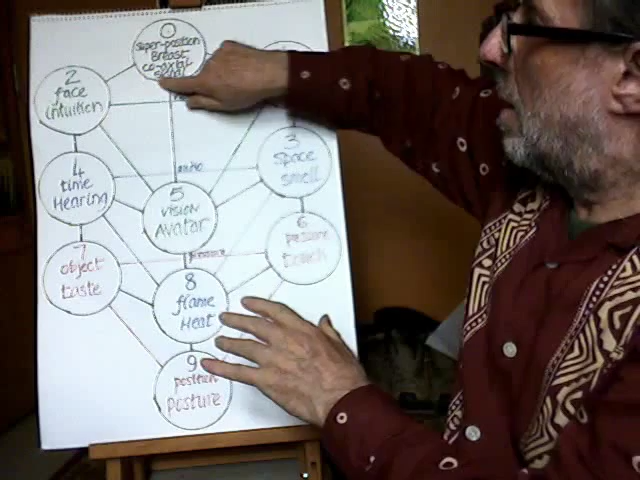 0
super-position
Breast
2
face
intuition
3
space
smell
4
time
Hearing
5
vision
Avatar
6
touch
7
object
taste
8
flame
Heat
9
position
posture